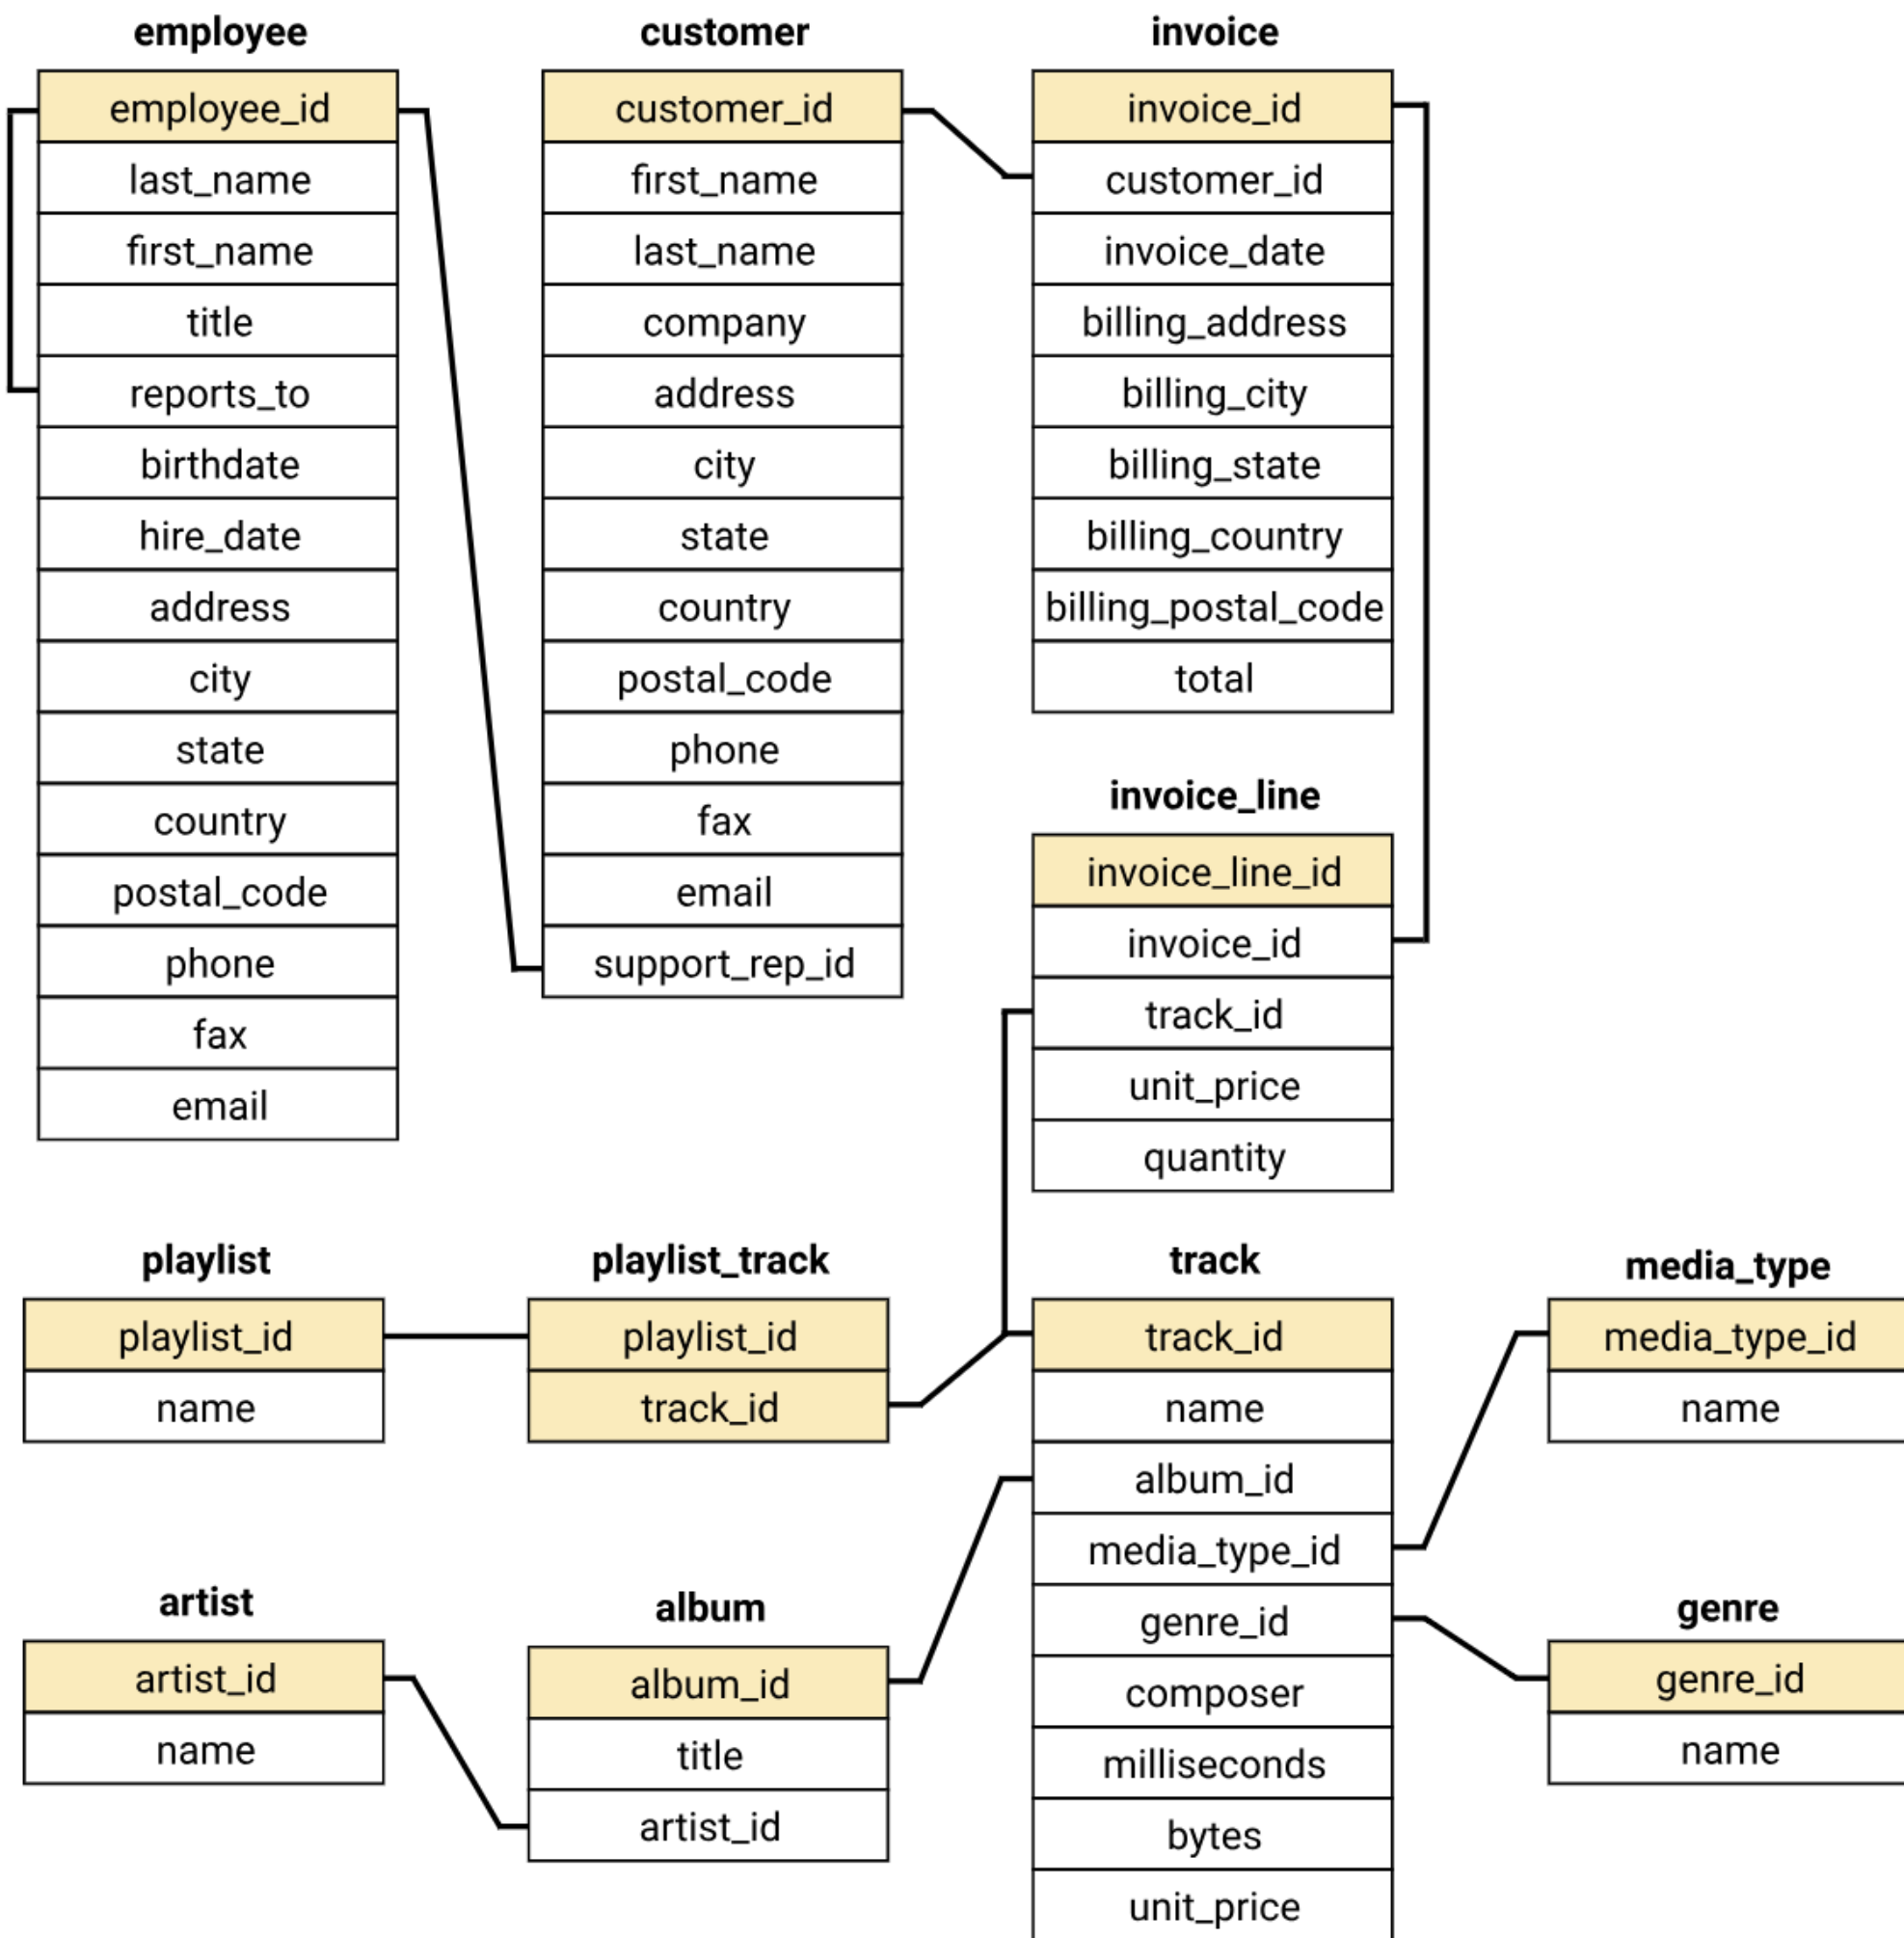 employee
employee_id
last_name
first_name
title
reports_to
birthdate
hire_date
address
city
state
country
postal_code
phone
fax
email
customer
customer_id
first_name
last_name
company
address
city
state
country
postal_code
phone
fax
email
support_rep_id
invoice
invoice_id
customer_id
invoice_date
billing_address
billing_city
billing_state
billing_country
billing_postal_code
total
invoice_line
invoice_line_id
invoice_id
track_id
unit_price
quantity
playlist
playlist_id
name
playlist_track
playlist_id
track_id
track
track_id
name
album_id
media_type_id
genre_id
composer
milliseconds
bytes
unit_price
media_type
media_type_id
name
artist
artist_id
name
album
album_id
title
artist_id
genre
genre_id
name